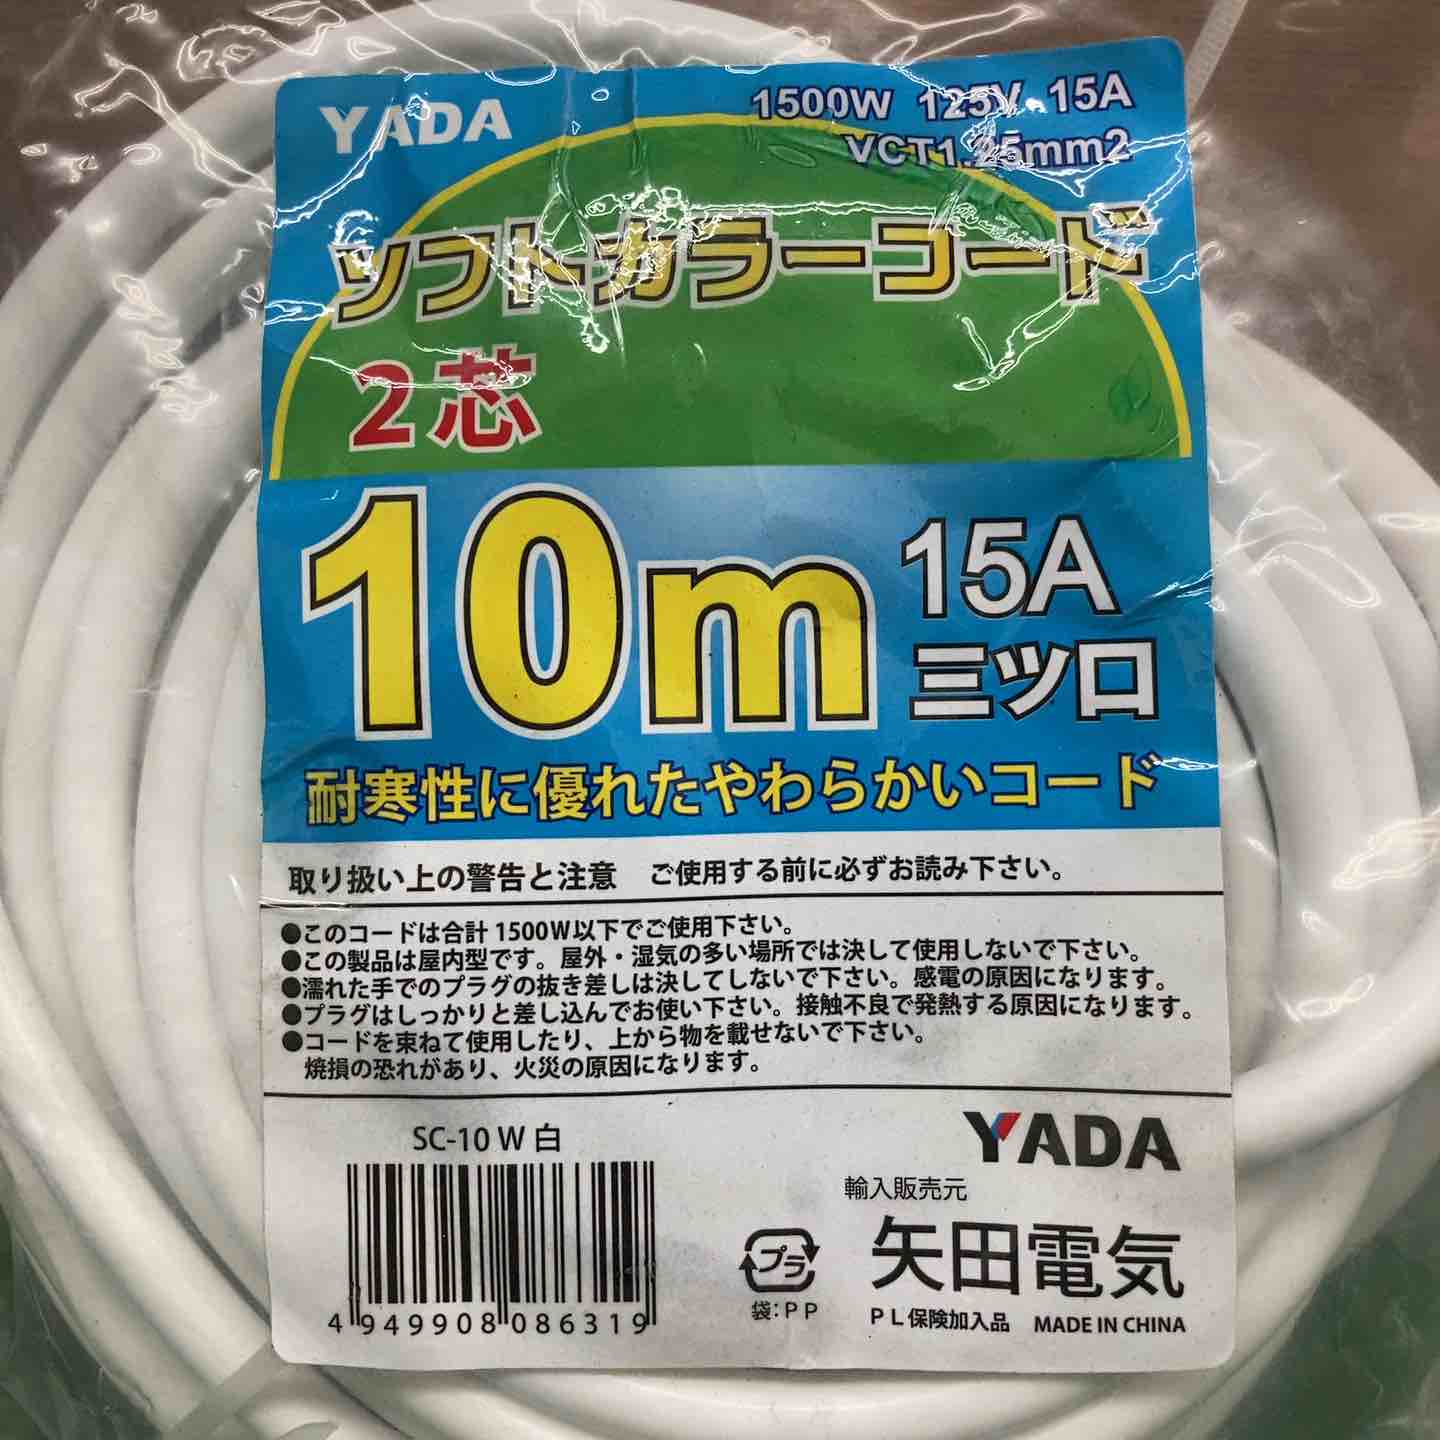 YADA
1500W 125V 15A
VCT1.25mm2
ソフトカラーコード
2芯
10m
15A
三ツ口
耐寒性に優れたやわらかいコード
取り扱い上の警告と注意 ご使用する前に必ずお読み下さい。
●このコードは合計1500W以下でご使用下さい。
●この製品は屋内型です。屋外・湿気の多い場所では決して使用しないで下さい。
●濡れた手でのプラグの抜き差しは決してしないで下さい。感電の原因になります。
●プラグはしっかりと差し込んでお使い下さい。接触不良で発熱する原因になります。
●コードを束ねて使用したり、上から物を載せないで下さい。
焼損の恐れがあり、火災の原因になります。
SC-10 W 白
4 949908 086319
YADA
輸入販売元
矢田電気
プラ
袋:PP
PL保険加入品 MADE IN CHINA